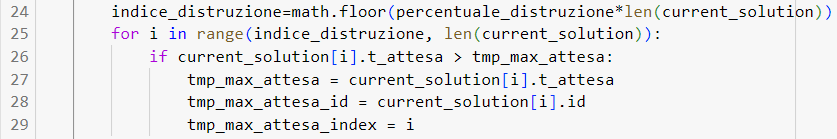 24 indice_distruzione=math.floor(percentuale_distruzione*len(current_solution))
25 for i in range(indice_distruzione, len(current_solution)):
26 if current_solution[i].t_attesa > tmp_max_attesa:
27 tmp_max_attesa = current_solution[i].t_attesa
28 tmp_max_attesa_id = current_solution[i].id
29 tmp_max_attesa_index = i